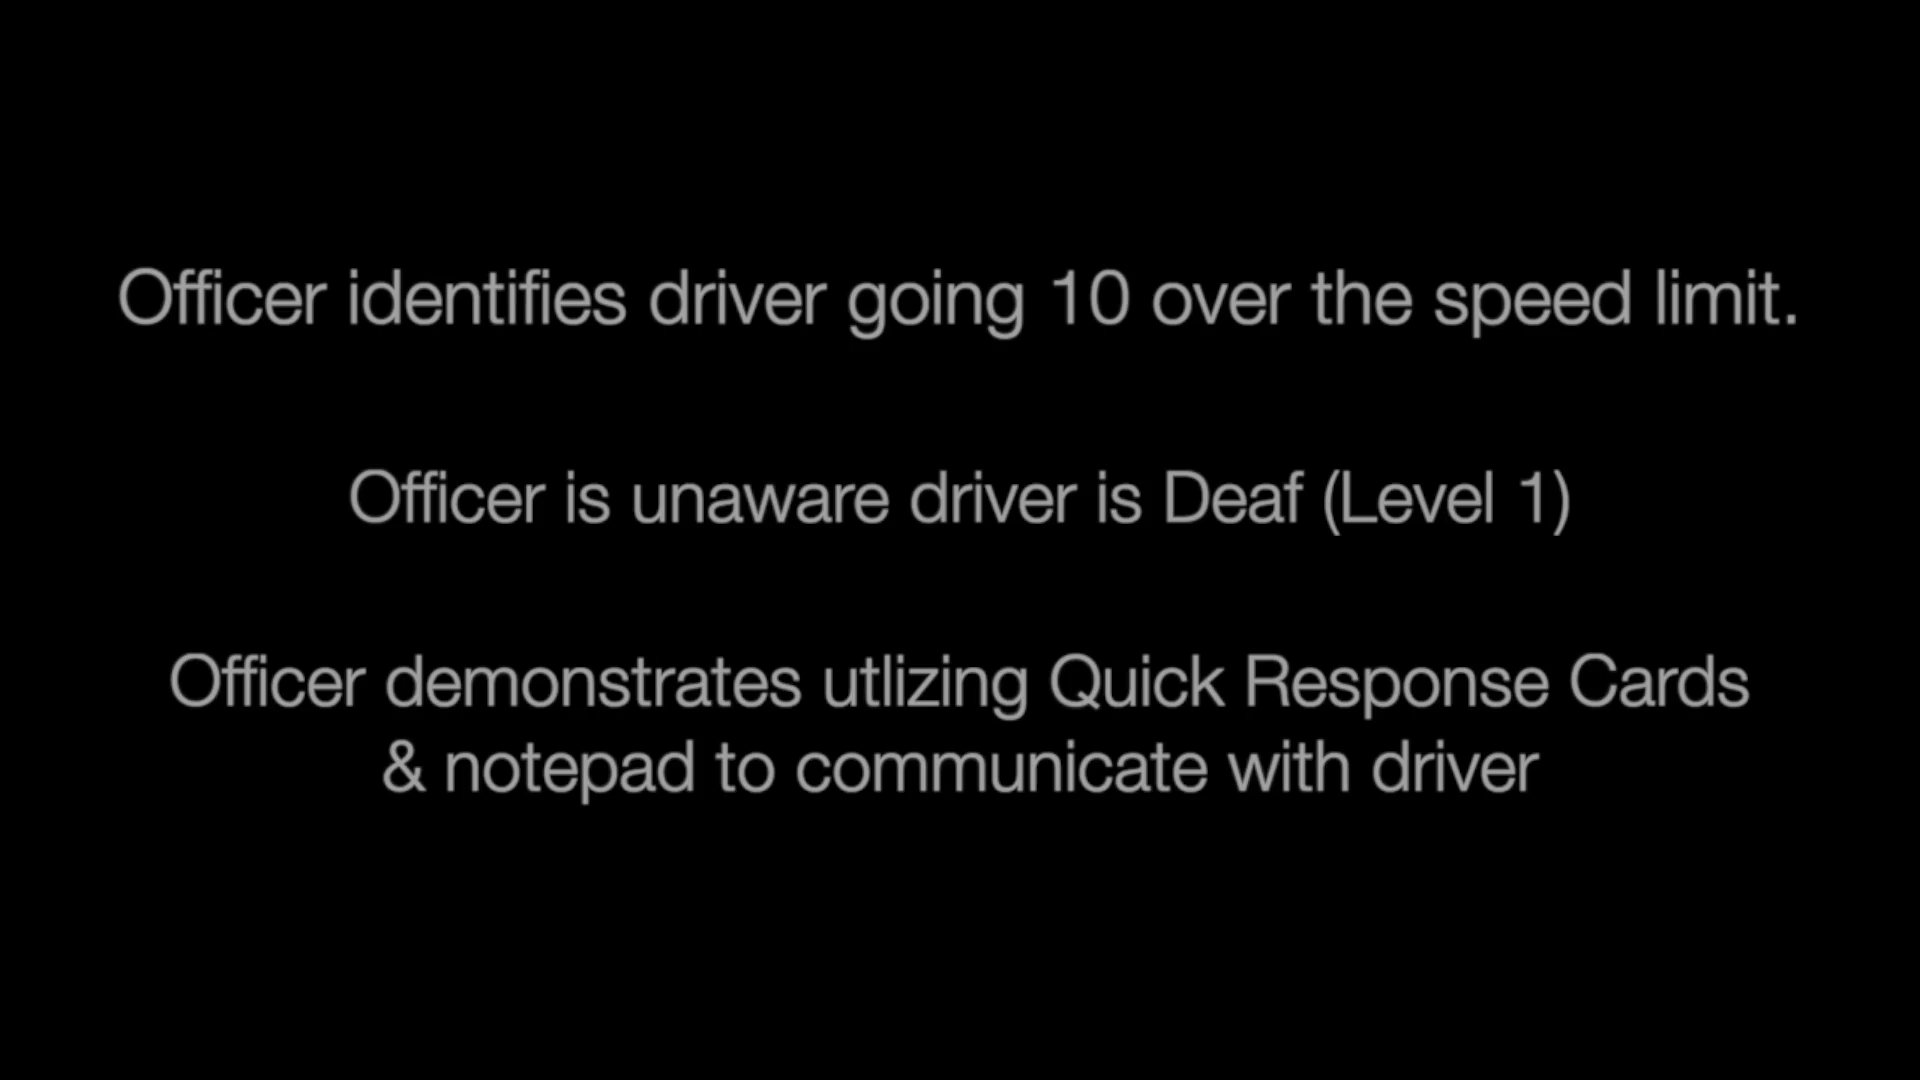 Officer identifies driver going 10 over the speed limit.
Officer is unaware driver is Deaf (Level 1)
Officer demonstrates utlizing Quick Response Cards
& notepad to communicate with driver